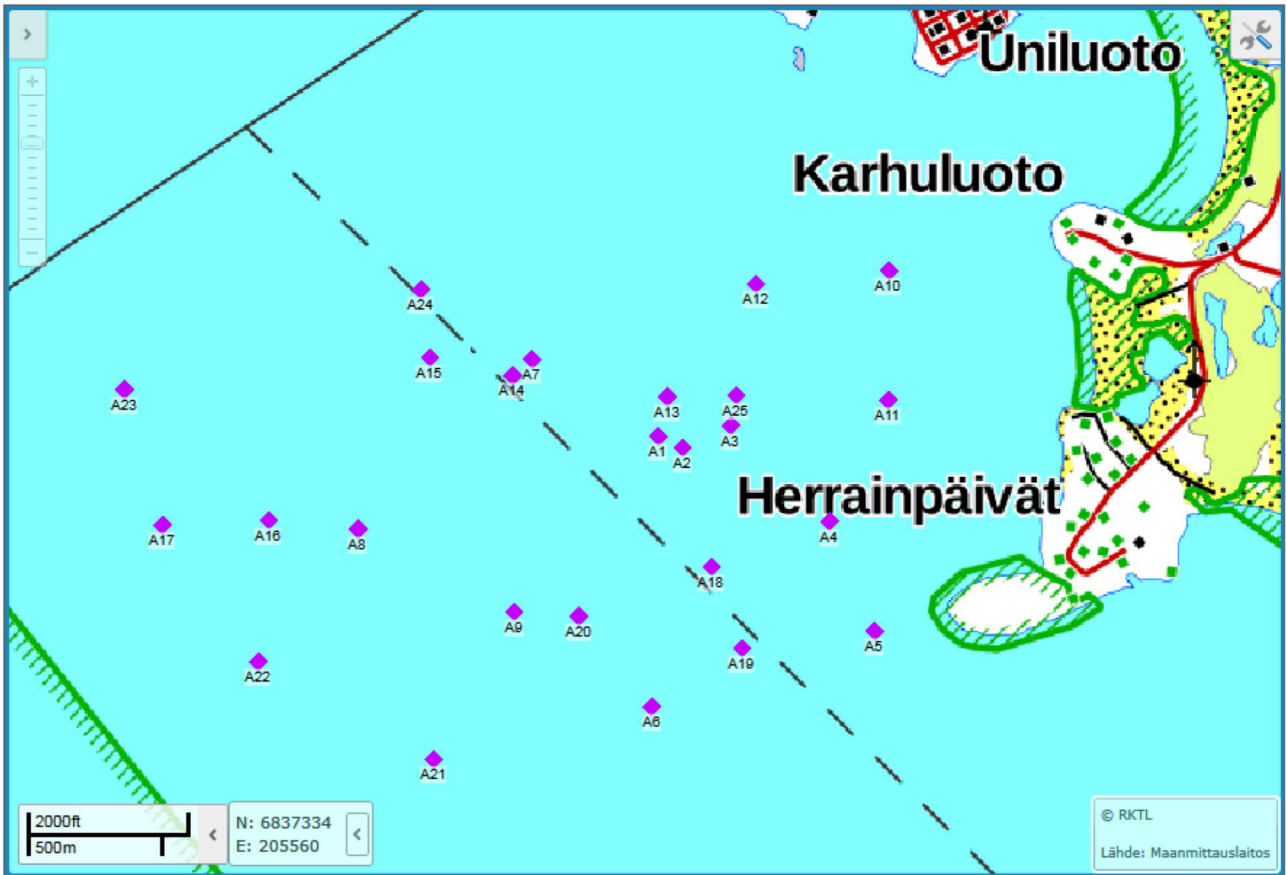 Uniluoto
Karhuluoto
A10
A12
A24
A15
A7
A14
A23
A13
A25
A11
A3
A1
A2
Herrainpäivät
A17
A16
A8
A4
A18
A9
A20
A5
A19
A22
A6
A21
2000ft
500m
N: 6837334
E: 205560
© RKTL
Lähde: Maanmittauslaitos